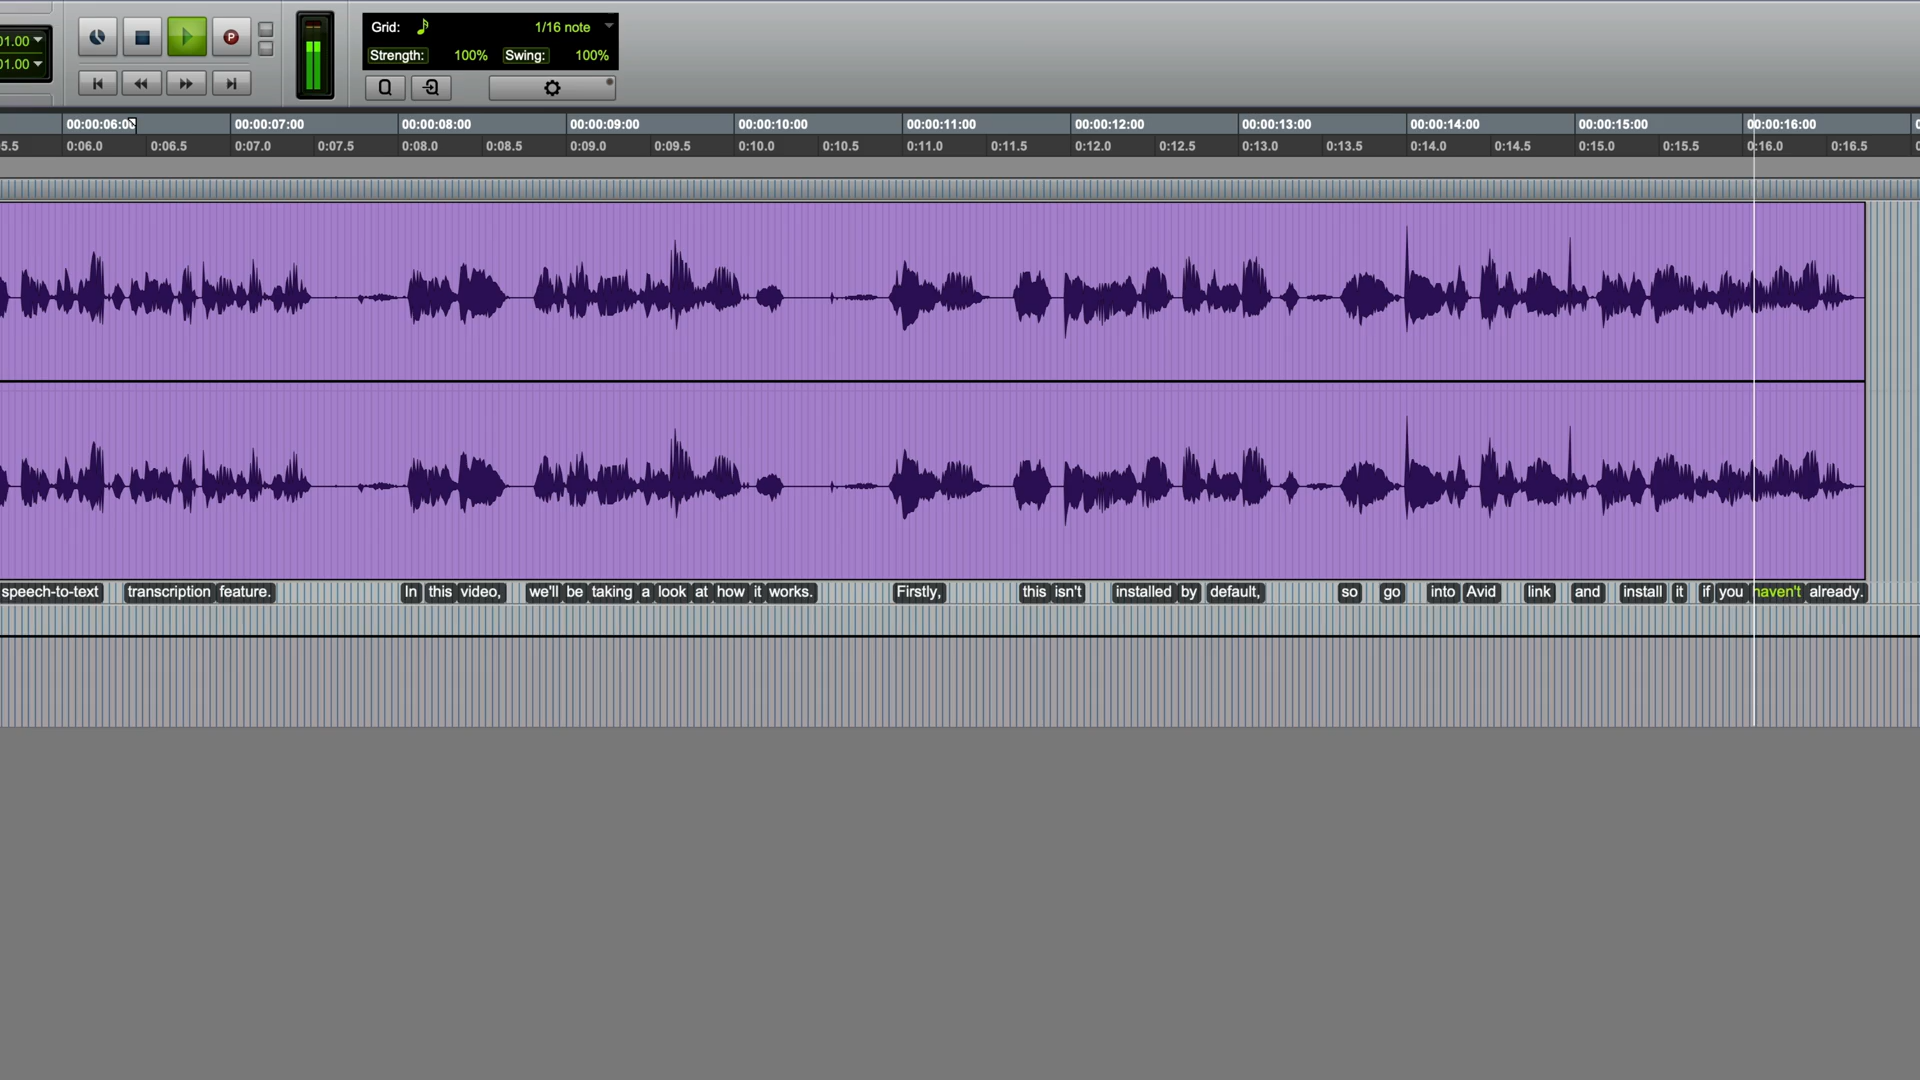 01.00
01.00
P
Grid: 1/16 note
Strength: 100% Swing: 100%
Q
00:00:06:00 00:00:07:00 00:00:08:00 00:00:09:00 00:00:10:00 00:00:11:00 00:00:12:00 00:00:13:00 00:00:14:00 00:00:15:00 00:00:16:00
5.5 0:06.0 0:06.5 0:07.0 0:07.5 0:08.0 0:08.5 0:09.0 0:09.5 0:10.0 0:10.5 0:11.0 0:11.5 0:12.0 0:12.5 0:13.0 0:13.5 0:14.0 0:14.5 0:15.0 0:15.5 0:16.0 0:16.5
speech-to-text transcription feature. In this video, we'll be taking a look at how it works. Firstly, this isn't installed by default, so go into Avid link and install it if you haven't already.